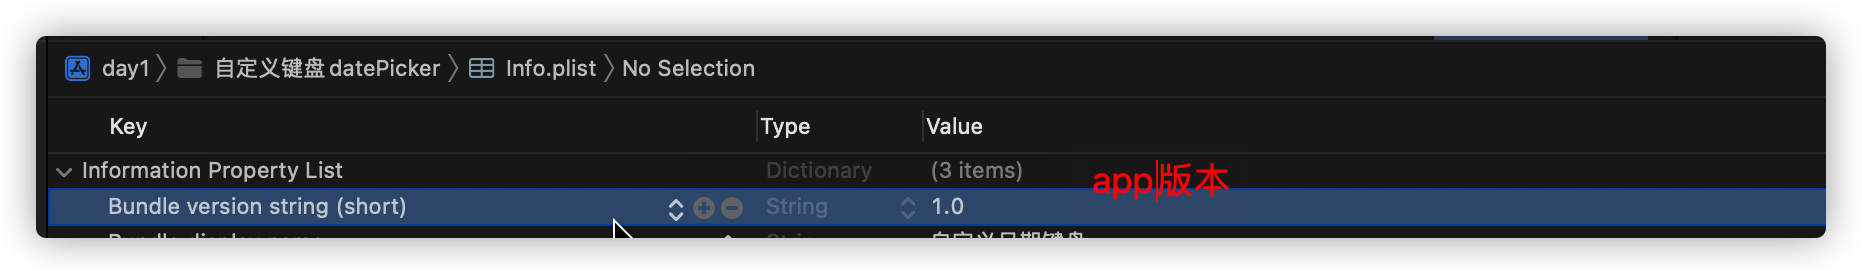 day1 〉 自定义键盘datePicker 〉 Info.plist 〉 No Selection
Key Type Value
Information Property List Dictionary (3 items)
app版本
Bundle version string (short) String 1.0